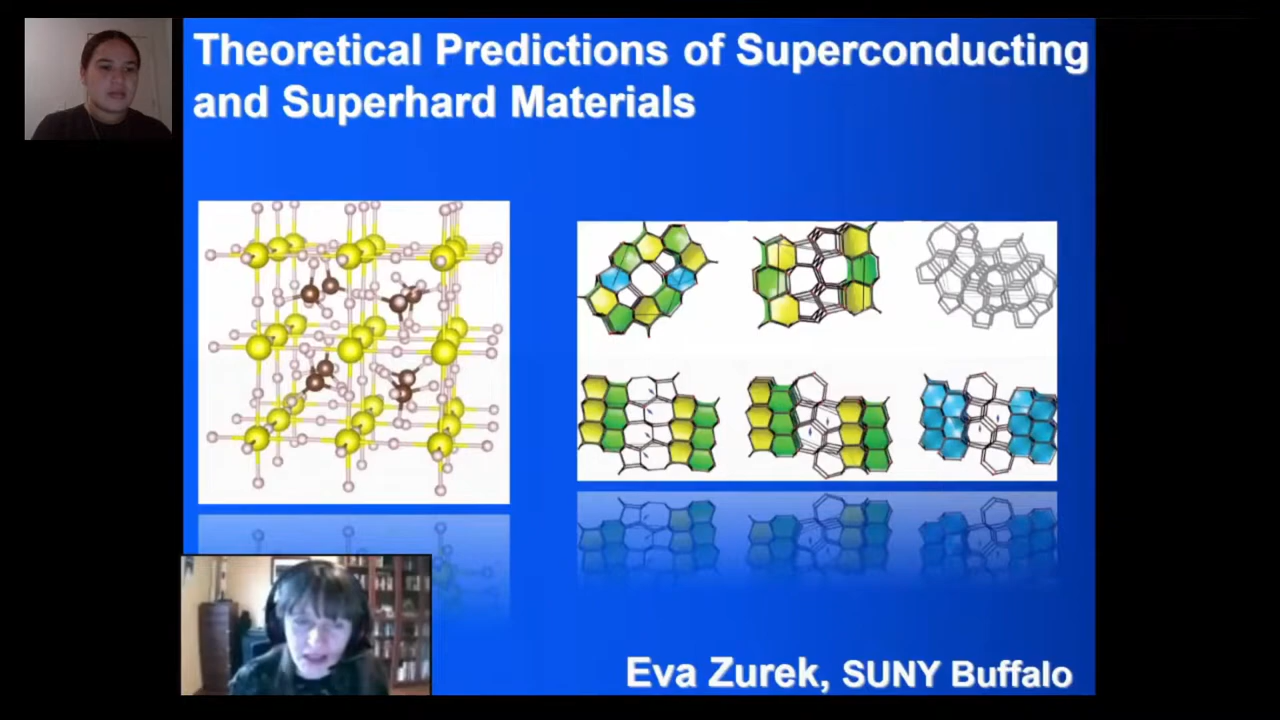 Theoretical Predictions of Superconducting
and Superhard Materials
Eva Zurek, SUNY Buffalo